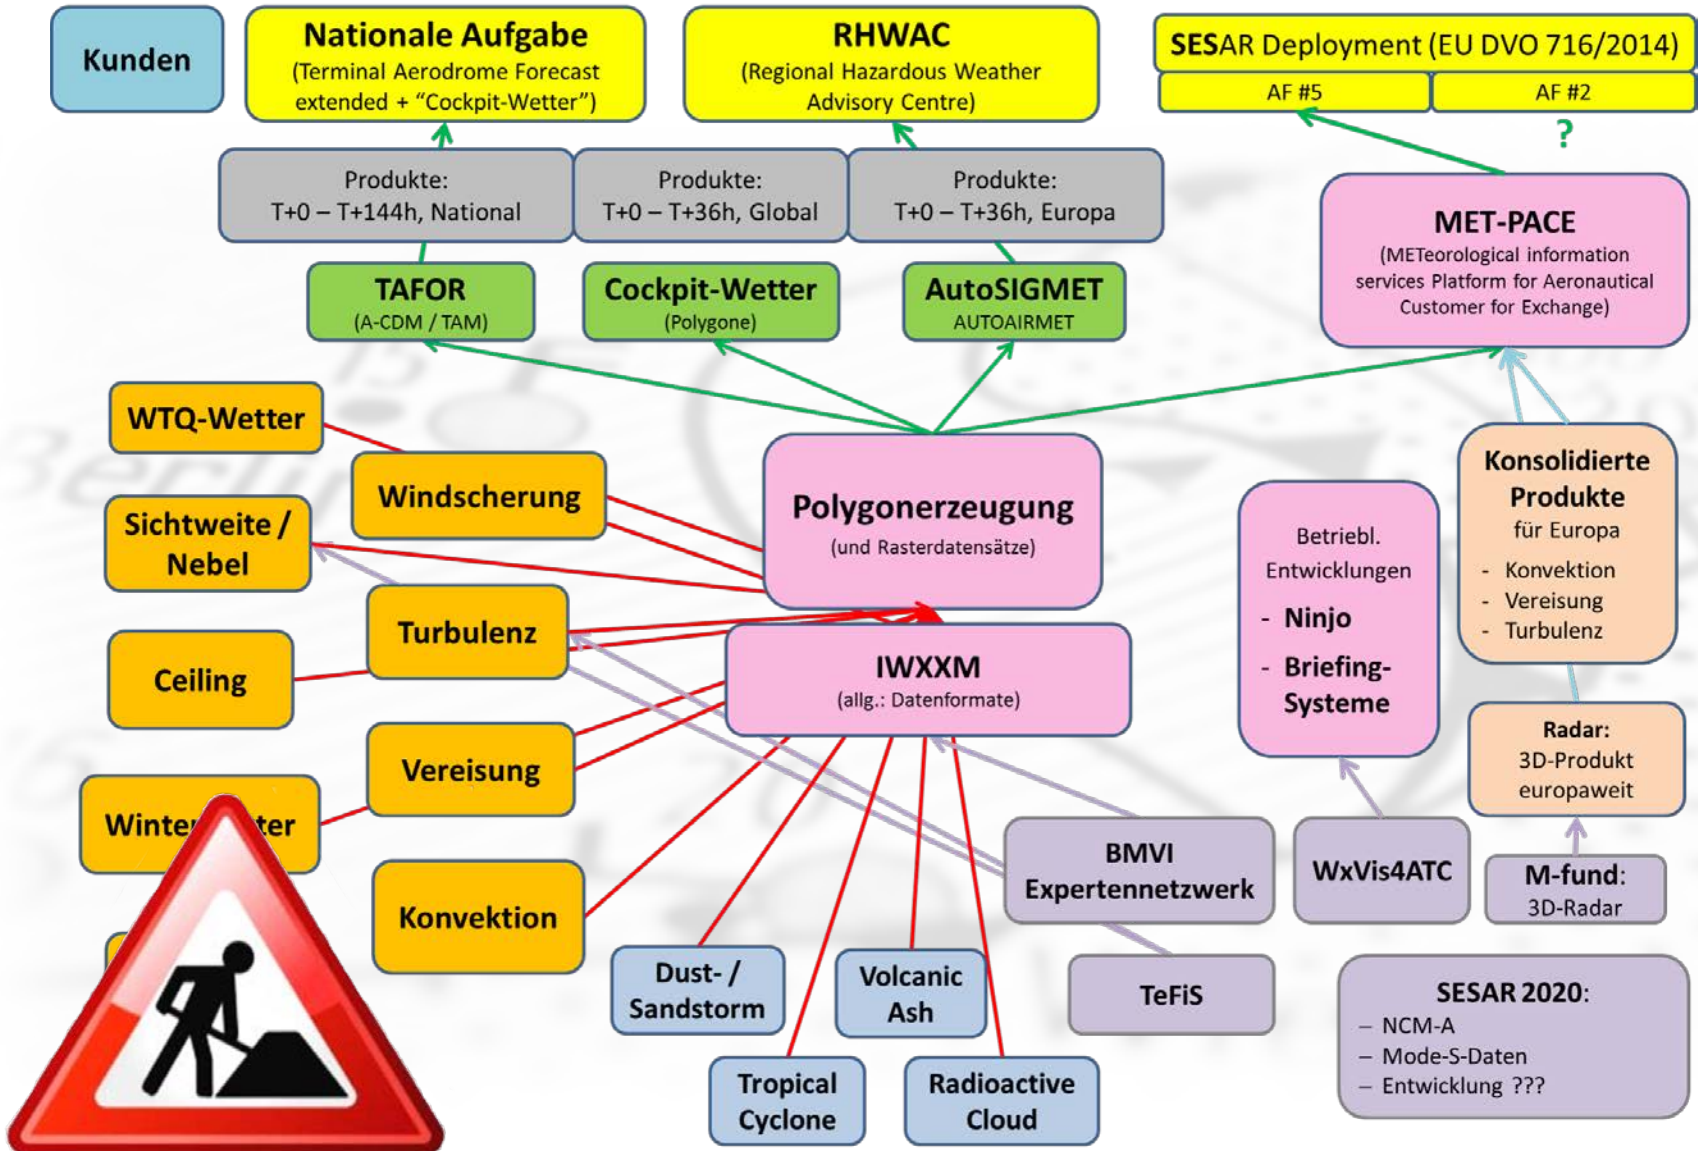 Kunden
Nationale Aufgabe
(Terminal Aerodrome Forecast
extended + “Cockpit-Wetter”)
RHWAC
(Regional Hazardous Weather
Advisory Centre)
SESAR Deployment (EU DVO 716/2014)
AF #5
AF #2
?
Produkte:
T+0 – T+144h, National
Produkte:
T+0 – T+36h, Global
Produkte:
T+0 – T+36h, Europa
MET-PACE
(METeorological information
services Platform for Aeronautical
Customer for Exchange)
TAFOR
(A-CDM / TAM)
Cockpit-Wetter
(Polygone)
AutoSIGMET
AUTOAIRMET
WTQ-Wetter
Windscherung
Sichtweite /
Nebel
Turbulenz
Ceiling
Vereisung
Konvektion
Polygonerzeugung
(und Rasterdatensätze)
IWXXM
(allg.: Datenformate)
Betriebl.
Entwicklungen
- Ninjo
- Briefing-
Systeme
Konsolidierte
Produkte
für Europa
- Konvektion
- Vereisung
- Turbulenz
Radar:
3D-Produkt
europaweit
BMVI
Expertennetzwerk
WxVis4ATC
M-fund:
3D-Radar
TeFiS
SESAR 2020:
– NCM-A
– Mode-S-Daten
– Entwicklung ???
Dust- /
Sandstorm
Volcanic
Ash
Tropical
Cyclone
Radioactive
Cloud
Berlin